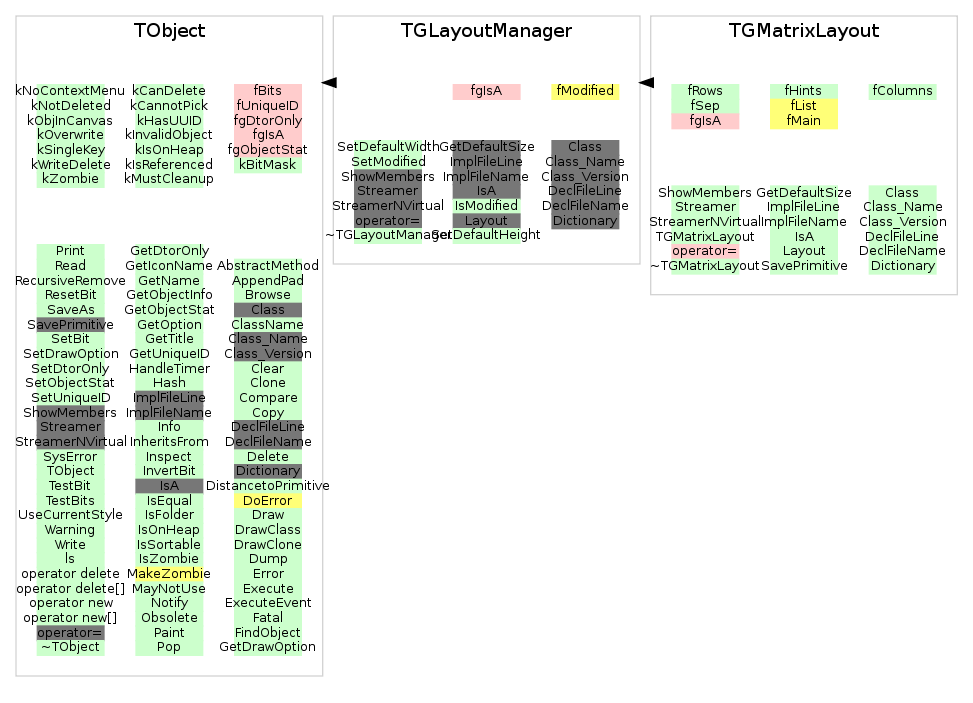 TObject
kNoContextMenu kCanDelete fBits
kNotDeleted kCannotPick fUniqueID
kObjInCanvas kHasUUID fgDtorOnly
kOverwrite kInvalidObject fgIsA
kSingleKey kIsOnHeap fgObjectStat
kWriteDelete kIsReferenced kBitMask
kZombie kMustCleanup
Print GetDtorOnly
Read GetIconName AbstractMethod
RecursiveRemove GetName AppendPad
ResetBit GetObjectInfo Browse
SaveAs GetObjectStat Class
SavePrimitive GetOption ClassName
SetBit GetTitle Class_Name
SetDrawOption GetUniqueID Class_Version
SetDtorOnly HandleTimer Clear
SetObjectStat Hash Clone
SetUniqueID ImplFileLine Compare
ShowMembers ImplFileName Copy
Streamer Info DeclFileLine
StreamerNVirtual InheritsFrom DeclFileName
SysError Inspect Delete
TObject InvertBit Dictionary
TestBit IsA DistancetoPrimitive
TestBits IsEqual DoError
UseCurrentStyle IsFolder Draw
Warning IsOnHeap DrawClass
Write IsSortable DrawClone
ls IsZombie Dump
operator delete MakeZombie Error
operator delete[] MayNotUse Execute
operator new Notify ExecuteEvent
operator new[] Obsolete Fatal
operator= Paint FindObject
~TObject Pop GetDrawOption
TGLayoutManager
fgIsA fModified
SetDefaultWidth GetDefaultSize Class
SetModified ImplFileLine Class_Name
ShowMembers ImplFileName Class_Version
Streamer IsA DeclFileLine
StreamerNVirtual IsModified DeclFileName
operator= Layout Dictionary
~TGLayoutManager SetDefaultHeight
TGMatrixLayout
fRows fHints fColumns
fSep fList
fgIsA fMain
ShowMembers GetDefaultSize Class
Streamer ImplFileLine Class_Name
StreamerNVirtual ImplFileName Class_Version
TGMatrixLayout IsA DeclFileLine
operator= Layout DeclFileName
~TGMatrixLayout SavePrimitive Dictionary